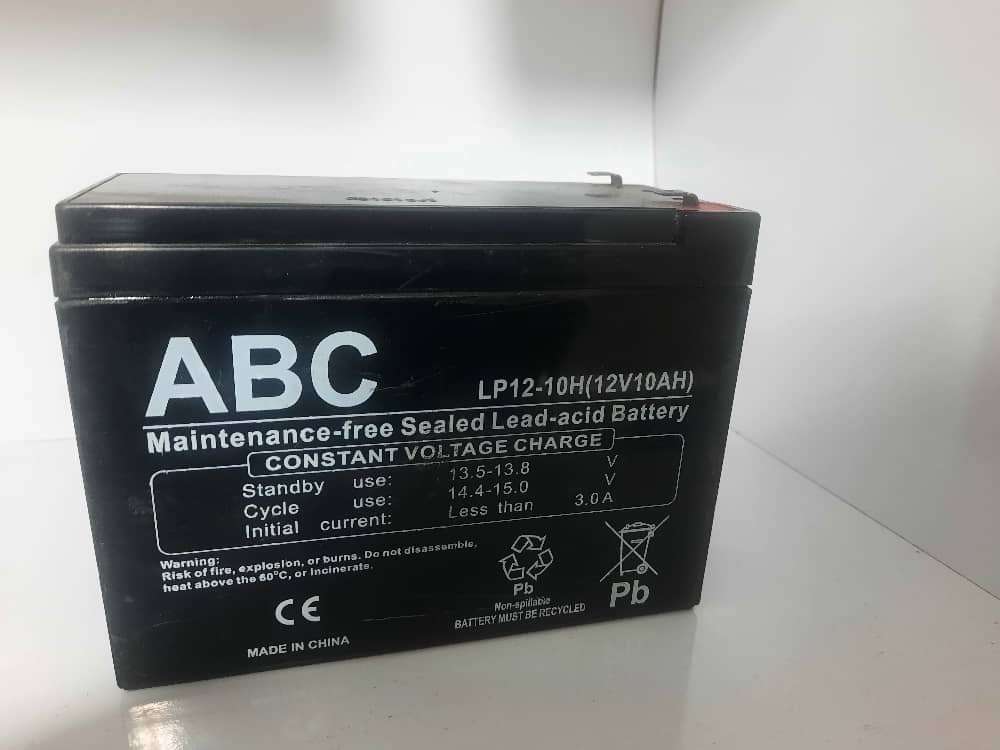 ABC
LP12-10H(12V10AH)
Maintenance-free Sealed Lead-acid Battery
CONSTANT VOLTAGE CHARGE
Standby use: 13.5-13.8 V
Cycle use: 14.4-15.0 V
Initial current: Less than 3.0A
Warning:
Risk of fire, explosion, or burns. Do not disassemble,
heat above the 60°C, or incinerate.
CE
MADE IN CHINA
Pb
Non-spillable
BATTERY MUST BE RECYCLED
Pb